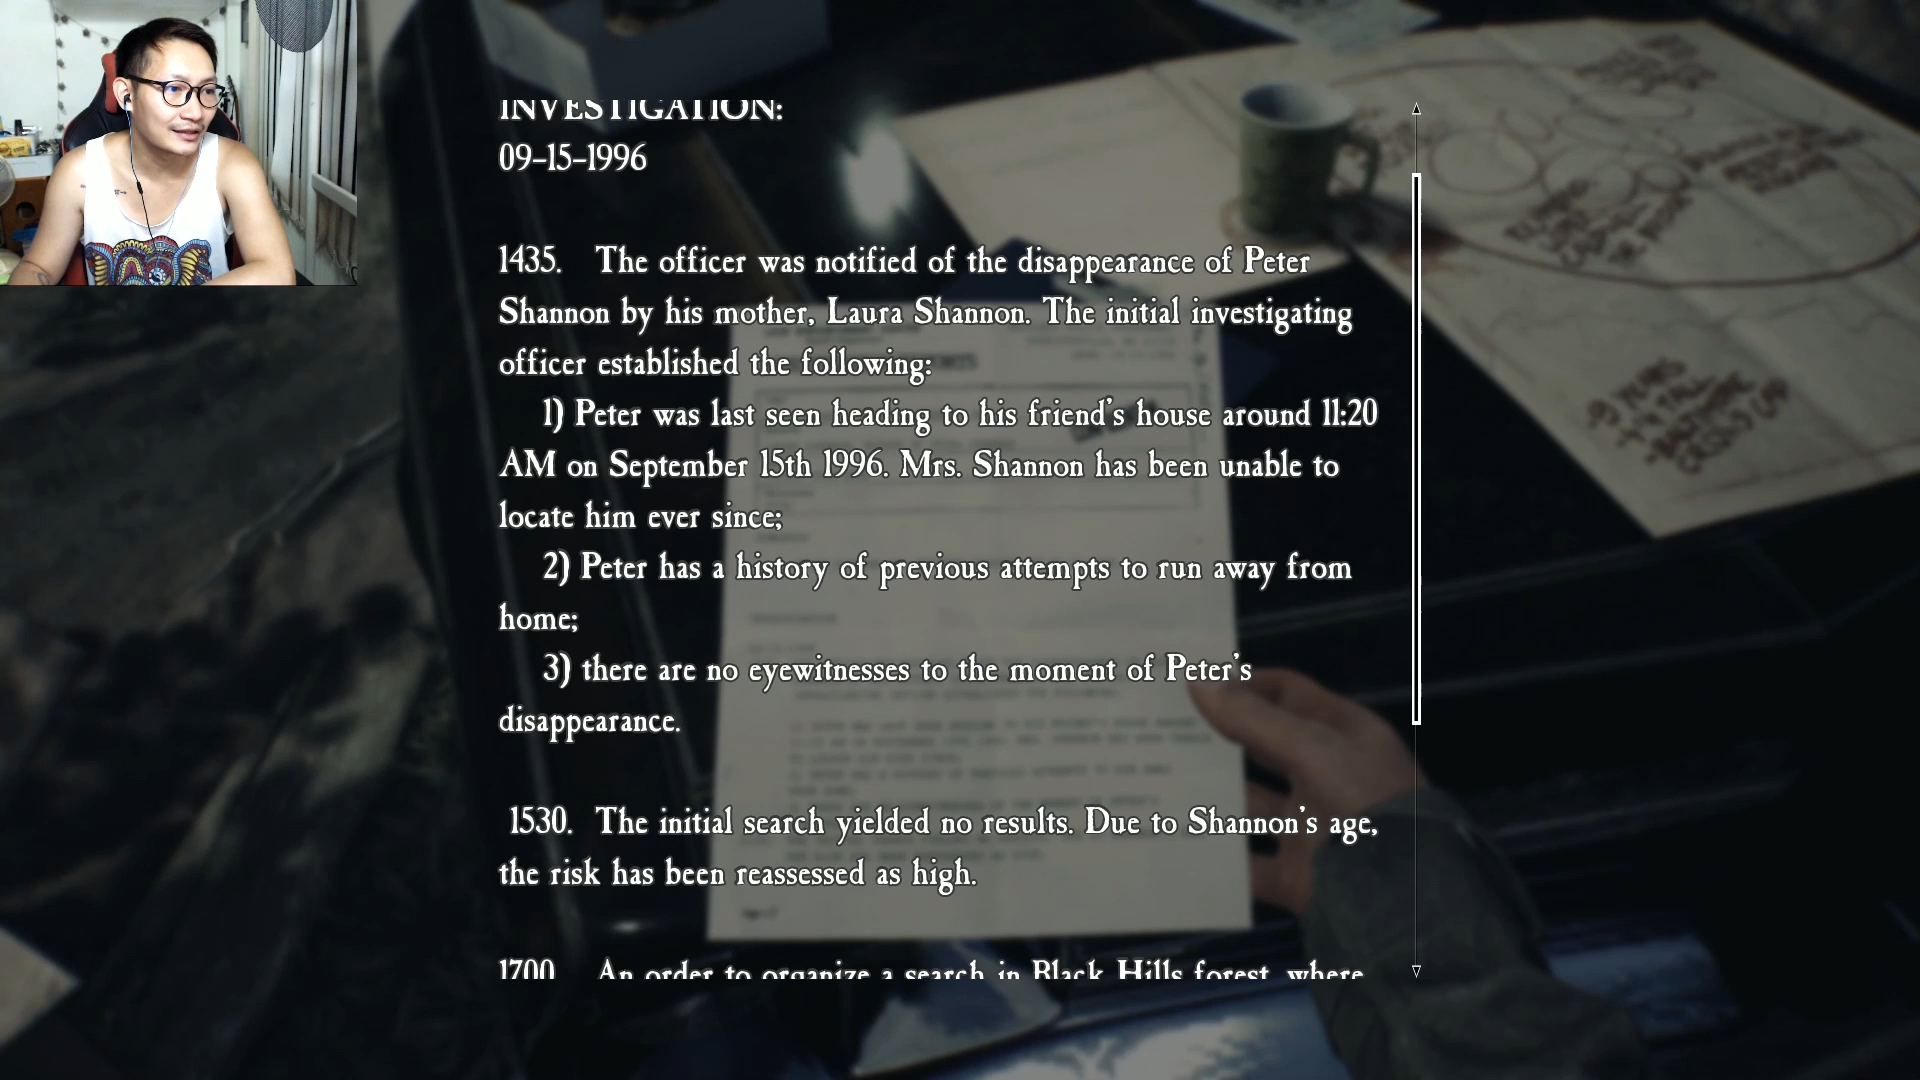 INVESTIGATION:
09-15-1996
1435. The officer was notified of the disappearance of Peter
Shannon by his mother, Laura Shannon. The initial investigating
officer established the following:
1) Peter was last seen heading to his friend's house around 11:20
AM on September 15th 1996. Mrs. Shannon has been unable to
locate him ever since;
2) Peter has a history of previous attempts to run away from
home;
3) there are no eyewitnesses to the moment of Peter's
disappearance.
1530. The initial search yielded no results. Due to Shannon's age,
the risk has been reassessed as high.
1700 An order to organize a search in Black Hills forest, where